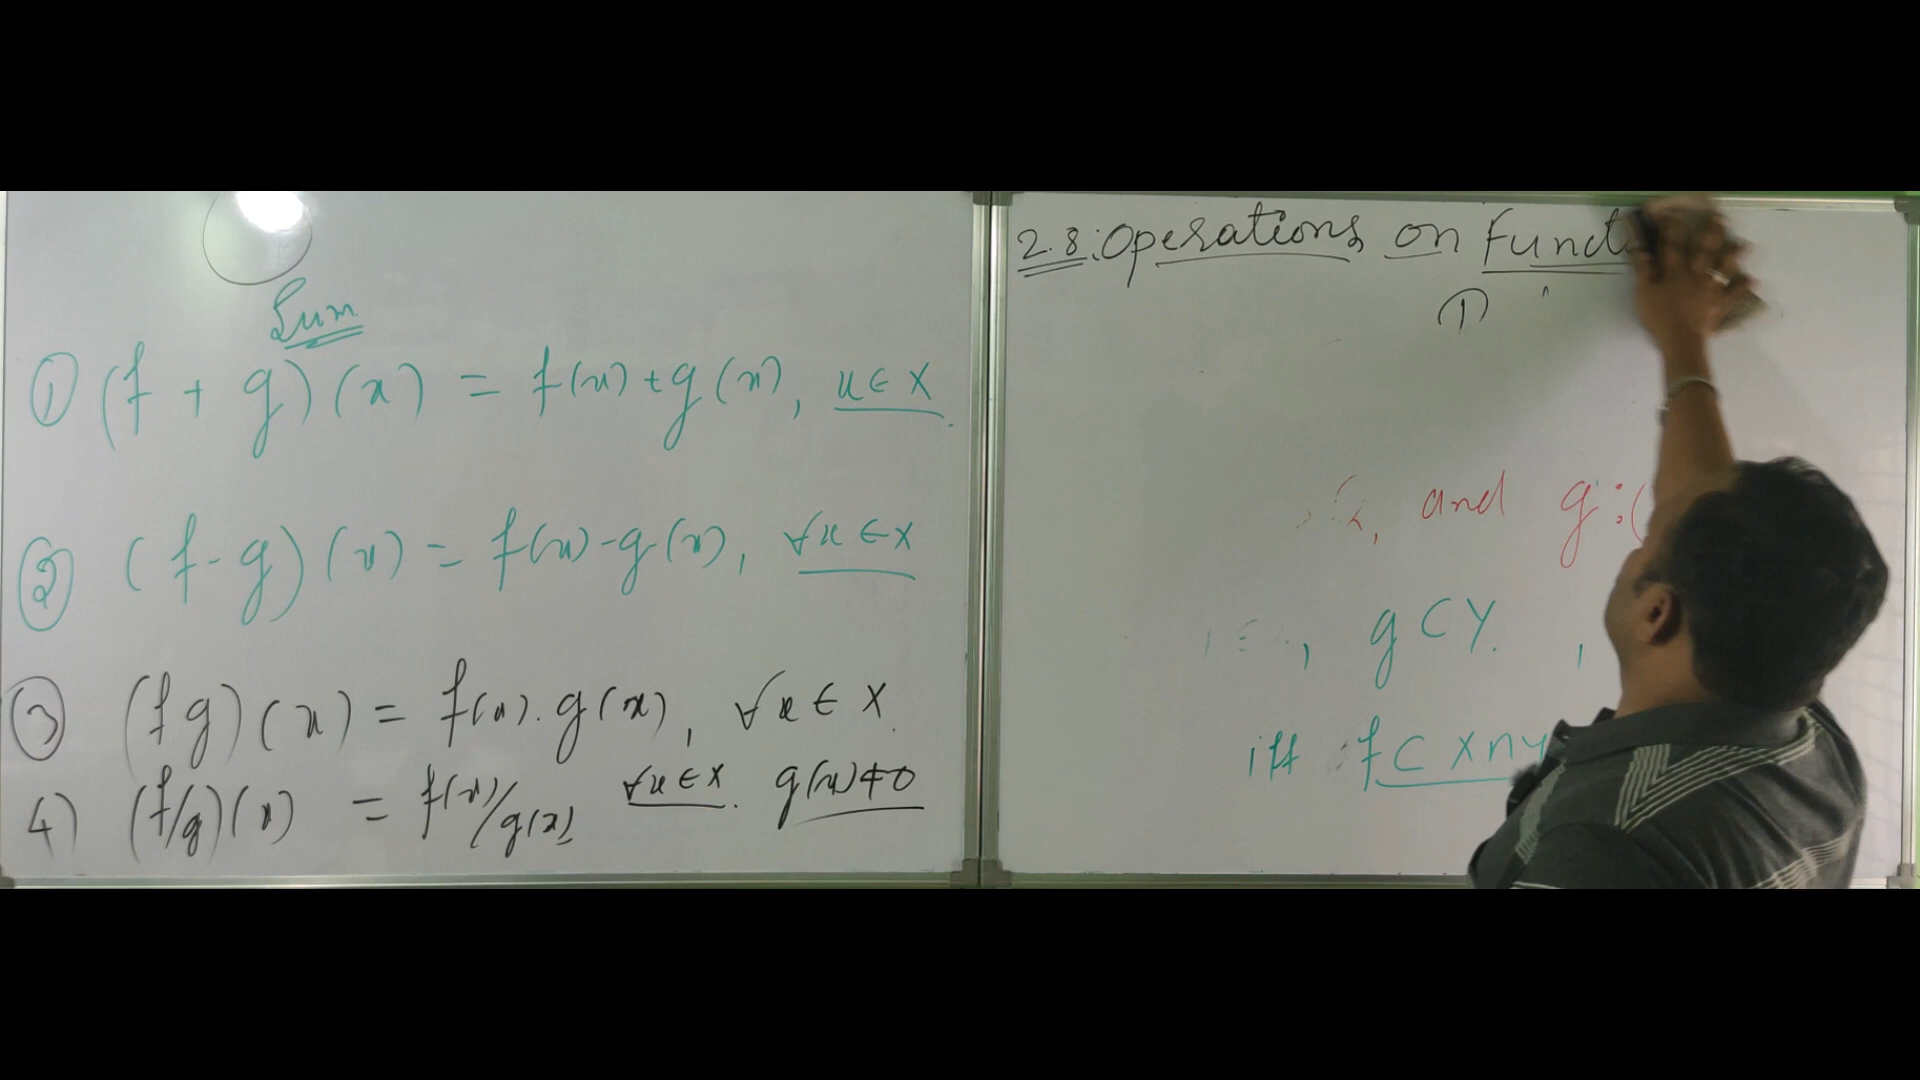 Sum
① (f + g)(x) = f(x) + g(x), x ∈ X.
② (f - g)(x) = f(x) - g(x), ∀x ∈ X
③ (fg)(x) = f(x). g(x), ∀x ∈ X.
4) (f/g)(x) = f(x)/g(x) ∀x ∈ X. g(x) ≠ 0
2.8: Operations on Funct
①
, and g:(
, g ⊂ Y. ,
iff f ⊂ X ∩ Y